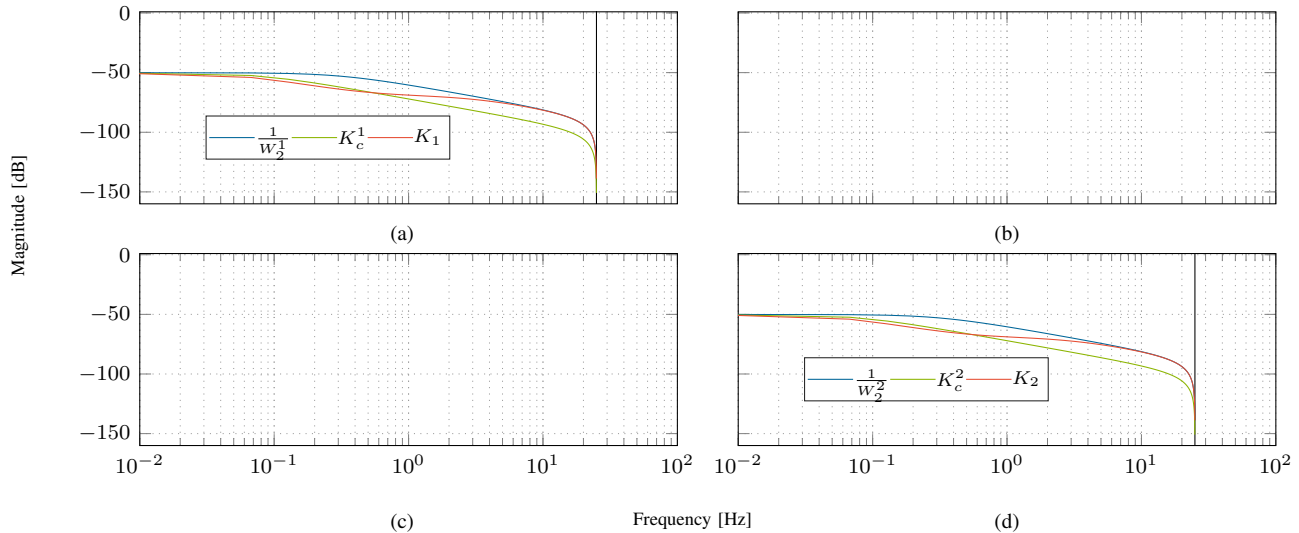 0
−50
−100
−150
1/W_2^1 K_c^1 K_1
(a)
(b)
Magnitude [dB]
0
−50
−100
−150
1/W_2^2 K_c^2 K_2
10^−2 10^−1 10^0 10^1 10^2
10^−2 10^−1 10^0 10^1 10^2
(c)
Frequency [Hz]
(d)